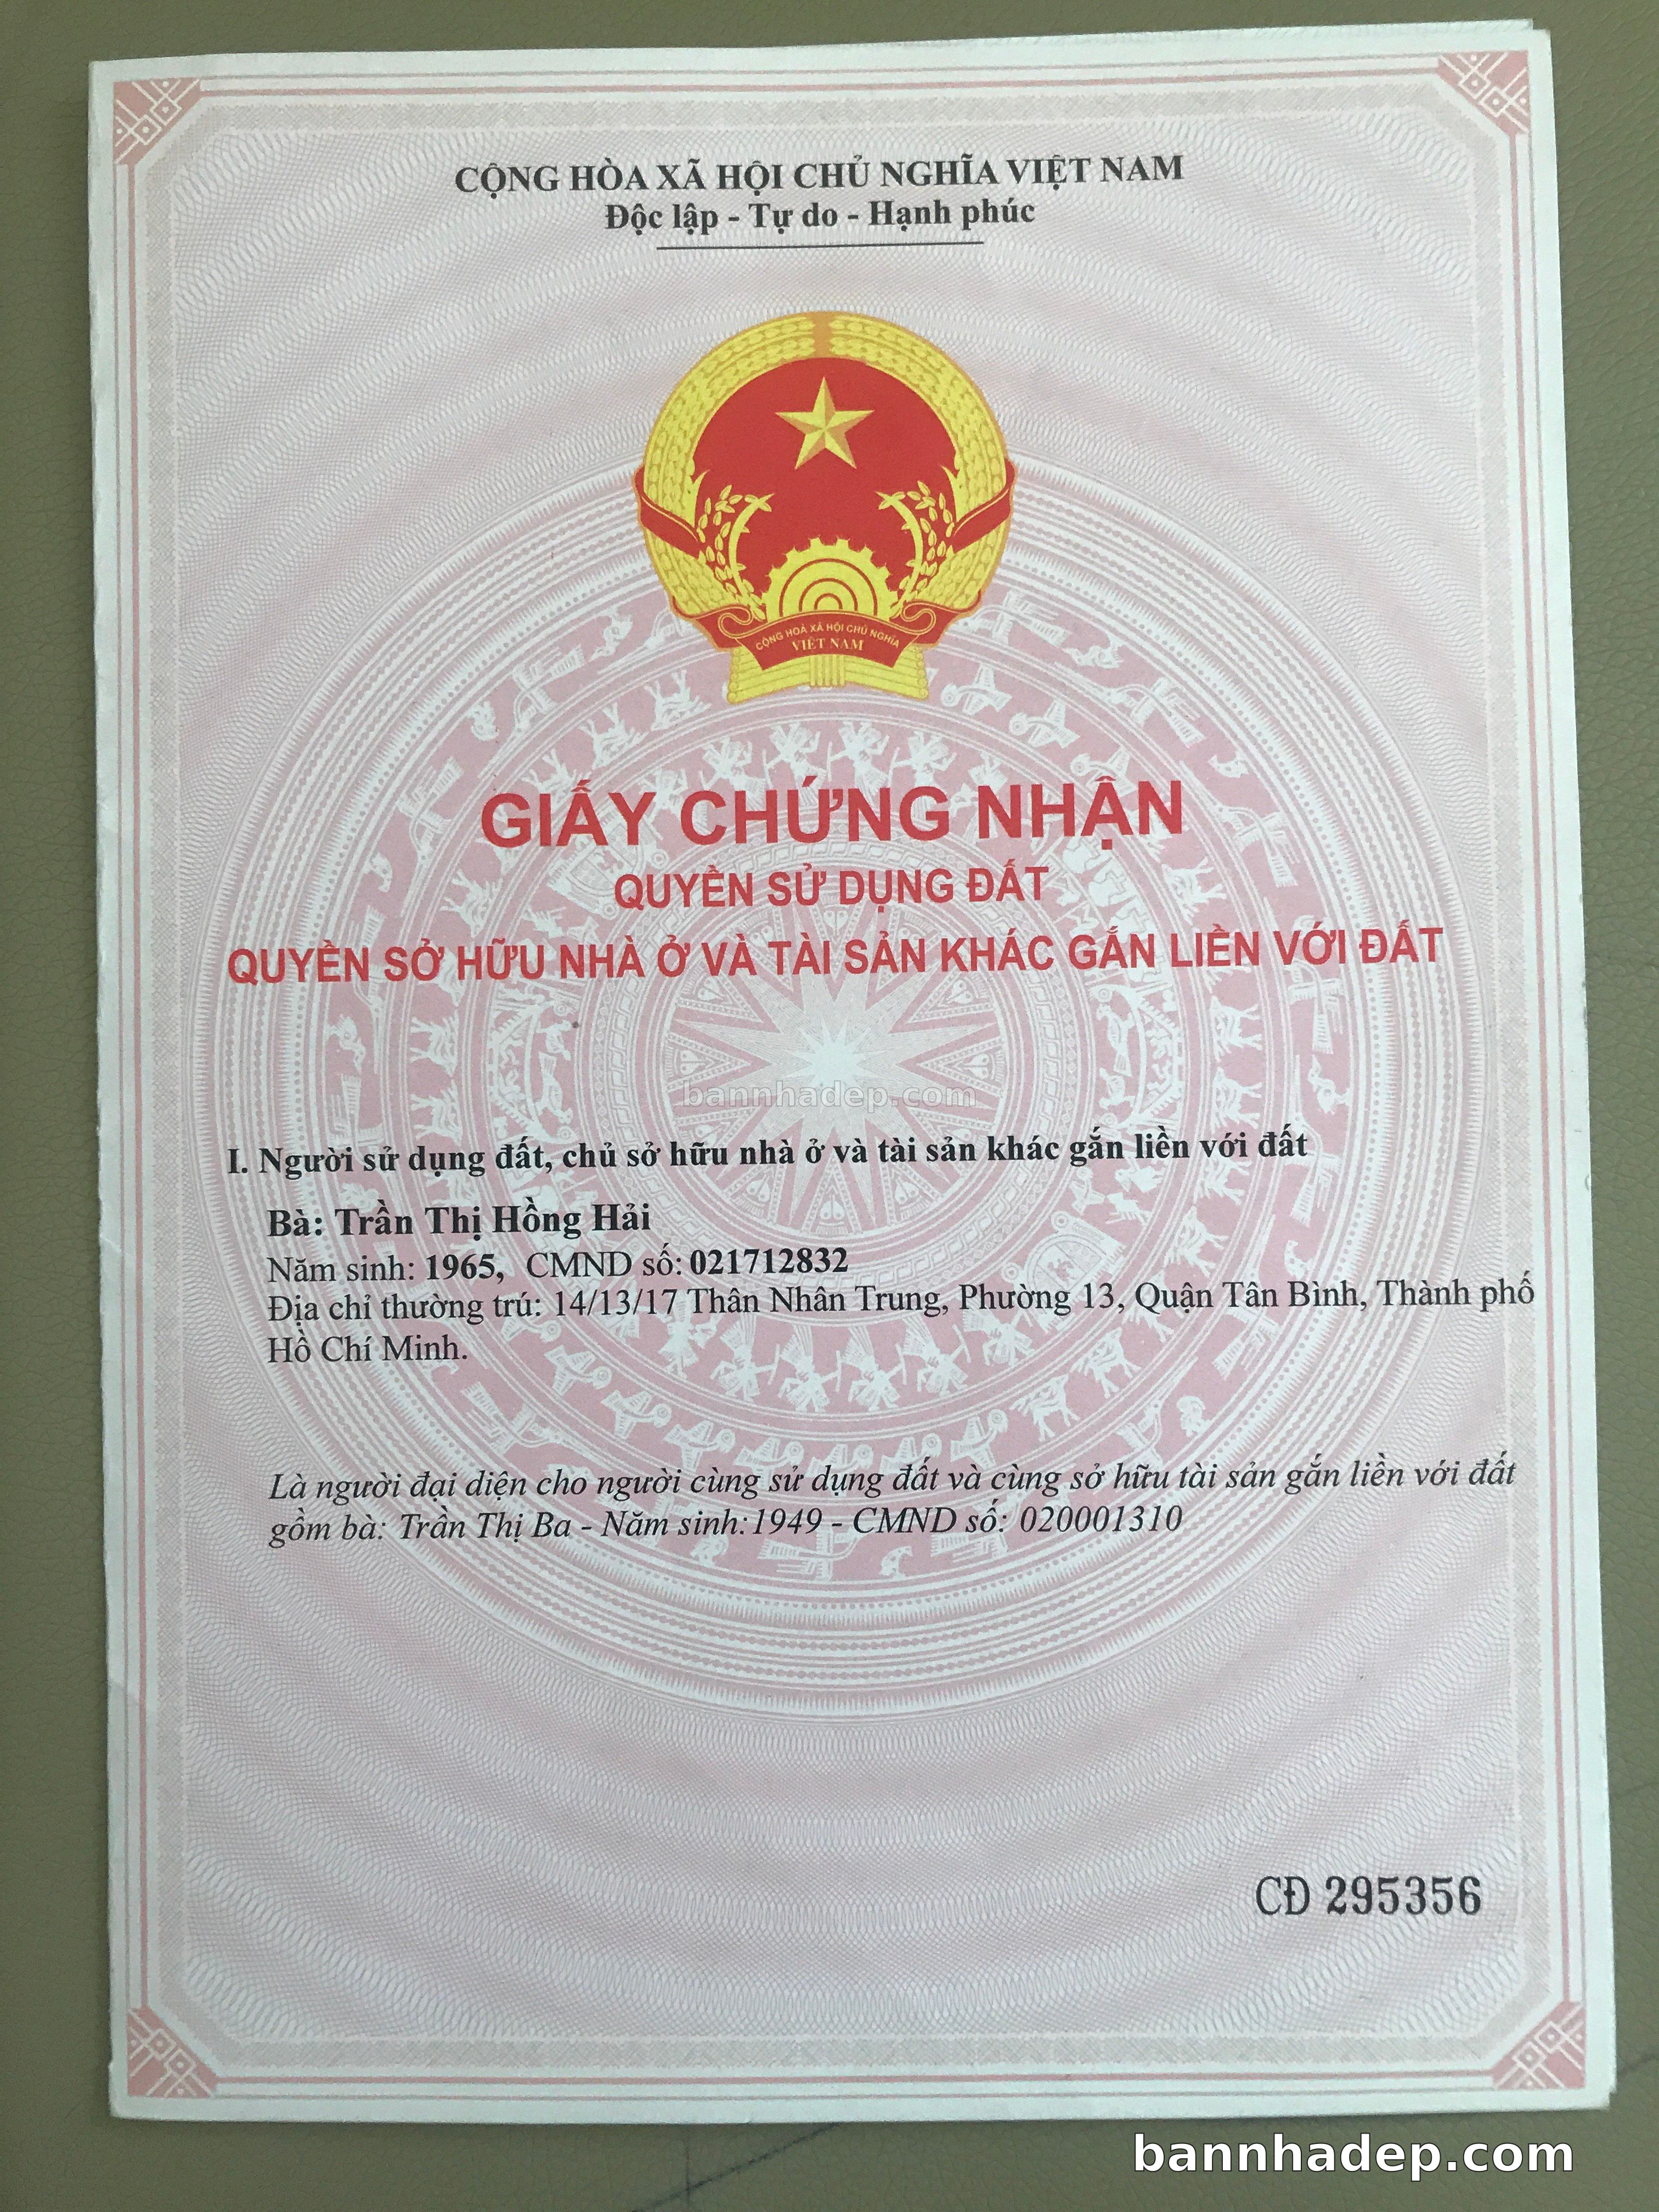 CỘNG HÒA XÃ HỘI CHỦ NGHĨA VIỆT NAM
Độc lập - Tự do - Hạnh phúc
CỘNG HOÀ XÃ HỘI CHỦ NGHĨA
VIỆT NAM
GIẤY CHỨNG NHẬN
QUYỀN SỬ DỤNG ĐẤT
QUYỀN SỞ HỮU NHÀ Ở VÀ TÀI SẢN KHÁC GẮN LIỀN VỚI ĐẤT
bannhadep.com
I. Người sử dụng đất, chủ sở hữu nhà ở và tài sản khác gắn liền với đất
Bà: Trần Thị Hồng Hải
Năm sinh: 1965, CMND số: 021712832
Địa chỉ thường trú: 14/13/17 Thân Nhân Trung, Phường 13, Quận Tân Bình, Thành phố
Hồ Chí Minh.
Là người đại diện cho người cùng sử dụng đất và cùng sở hữu tài sản gắn liền với đất
gồm bà: Trần Thị Ba - Năm sinh:1949 - CMND số: 020001310
CĐ 295356
bannhadep.com